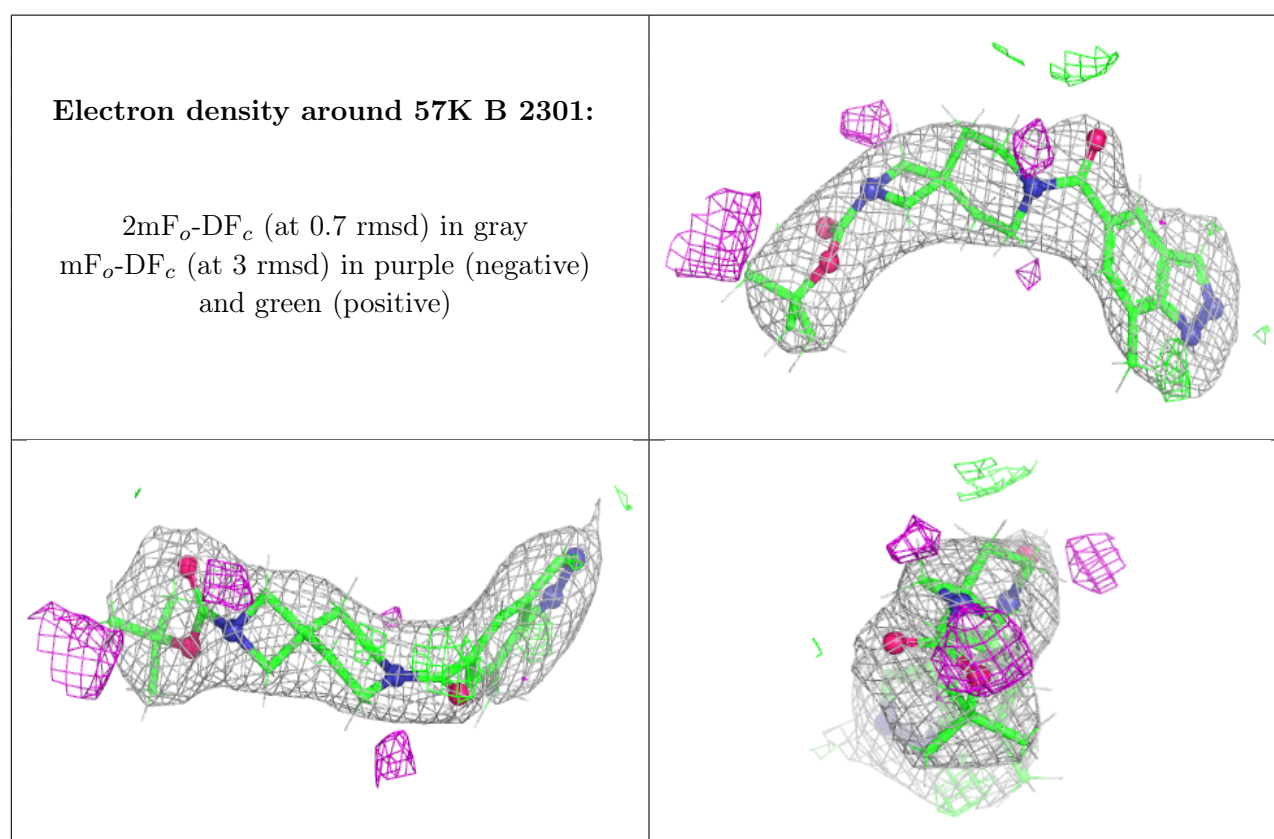 Electron density around 57K B 2301:
2mFo-DFc (at 0.7 rmsd) in gray
mFo-DFc (at 3 rmsd) in purple (negative)
and green (positive)